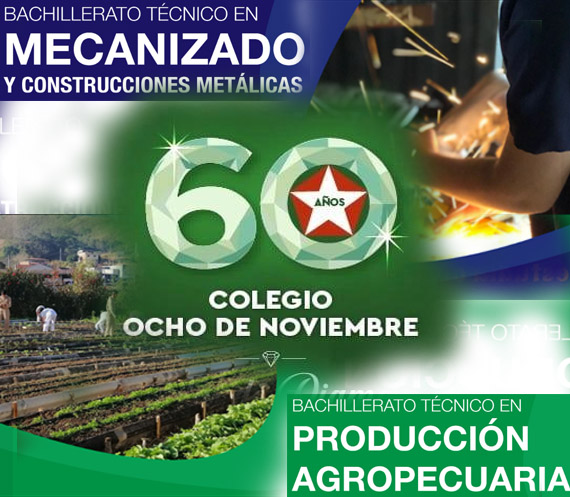 BACHILLERATO TÉCNICO EN
MECANIZADO
Y CONSTRUCCIONES METÁLICAS
60
AÑOS
COLEGIO
OCHO DE NOVIEMBRE
BACHILLERATO TÉCNICO EN
PRODUCCIÓN
AGROPECUARIA